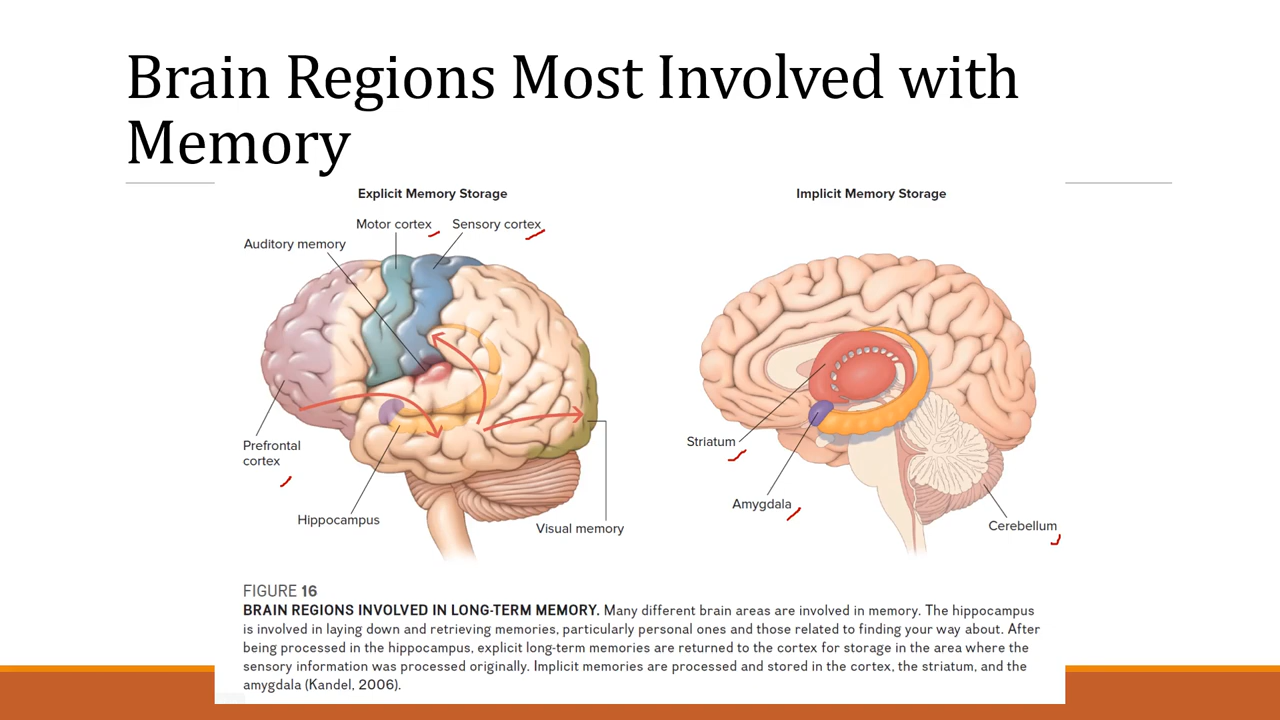 Brain Regions Most Involved with
Memory
Explicit Memory Storage
Motor cortex
Sensory cortex
Auditory memory
Prefrontal
cortex
Hippocampus
Visual memory
Implicit Memory Storage
Striatum
Amygdala
Cerebellum
FIGURE 16
BRAIN REGIONS INVOLVED IN LONG-TERM MEMORY. Many different brain areas are involved in memory. The hippocampus
is involved in laying down and retrieving memories, particularly personal ones and those related to finding your way about. After
being processed in the hippocampus, explicit long-term memories are returned to the cortex for storage in the area where the
sensory information was processed originally. Implicit memories are processed and stored in the cortex, the striatum, and the
amygdala (Kandel, 2006).